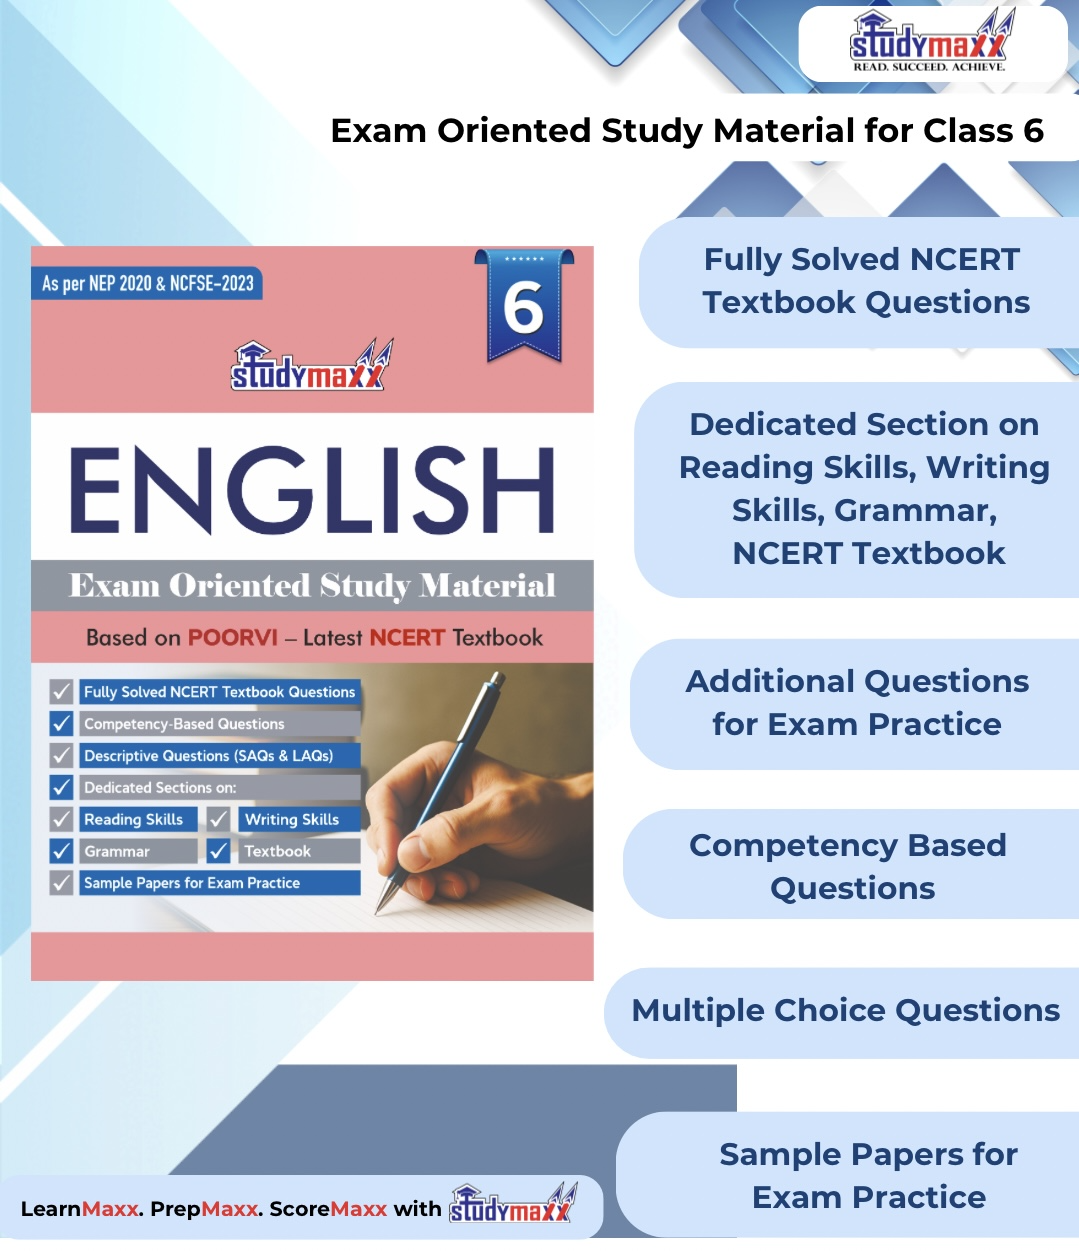 studymaxx
READ. SUCCEED. ACHIEVE.
Exam Oriented Study Material for Class 6
As per NEP 2020 & NCFSE-2023
6
studymaxx
ENGLISH
Exam Oriented Study Material
Based on POORVI – Latest NCERT Textbook
Fully Solved NCERT Textbook Questions
Competency-Based Questions
Descriptive Questions (SAQs & LAQs)
Dedicated Sections on:
Reading Skills
Writing Skills
Grammar
Textbook
Sample Papers for Exam Practice
Fully Solved NCERT
Textbook Questions
Dedicated Section on
Reading Skills, Writing
Skills, Grammar,
NCERT Textbook
Additional Questions
for Exam Practice
Competency Based
Questions
Multiple Choice Questions
Sample Papers for
Exam Practice
LearnMaxx. PrepMaxx. ScoreMaxx with studymaxx